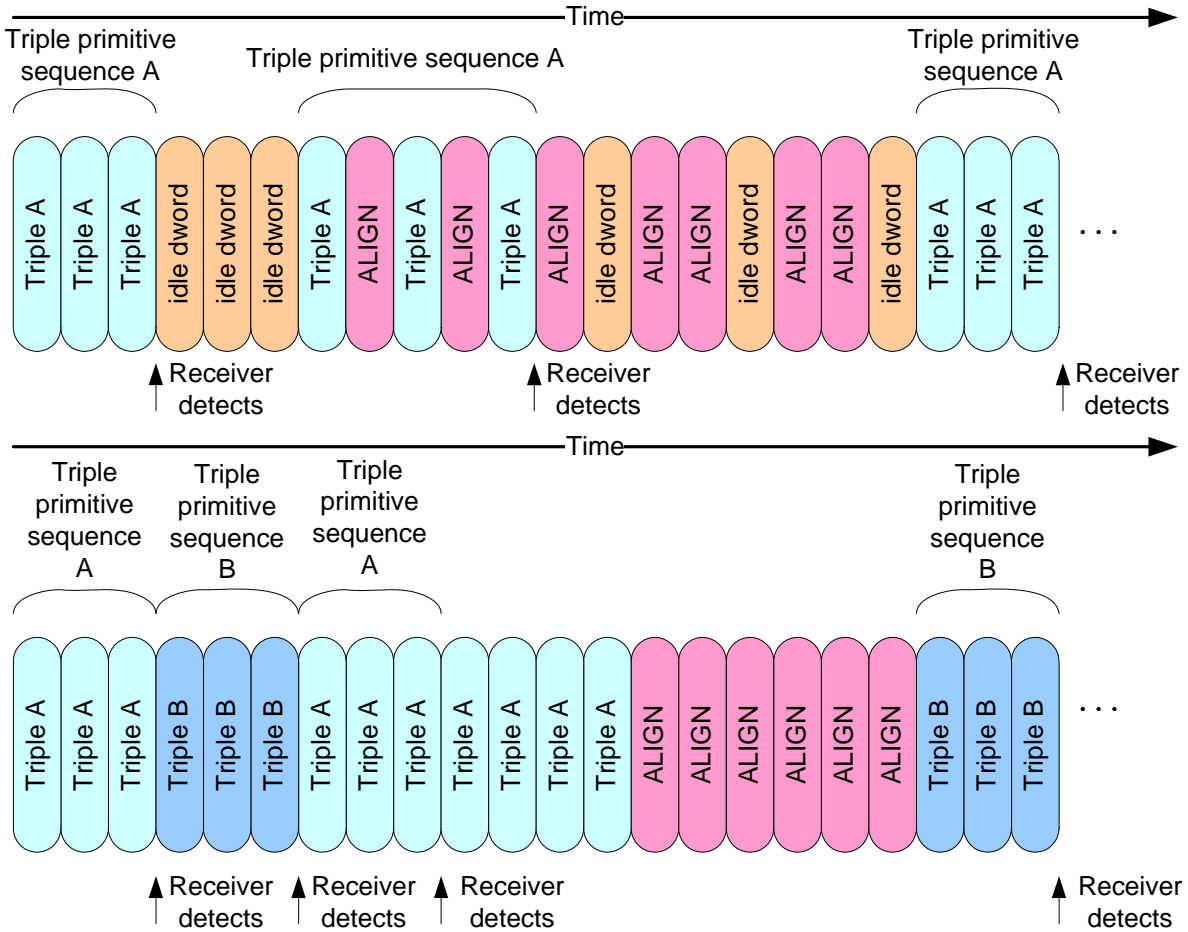 Time
Triple primitive
sequence A
Triple primitive sequence A
Triple primitive
sequence A
Triple A
Triple A
Triple A
idle dword
idle dword
idle dword
Triple A
ALIGN
Triple A
ALIGN
Triple A
ALIGN
idle dword
ALIGN
ALIGN
idle dword
ALIGN
ALIGN
idle dword
Triple A
Triple A
Triple A
. . .
Receiver
detects
Receiver
detects
Receiver
detects
Time
Triple
primitive
sequence
A
Triple
primitive
sequence
B
Triple
primitive
sequence
A
Triple
primitive
sequence
B
Triple A
Triple A
Triple A
Triple B
Triple B
Triple B
Triple A
Triple A
Triple A
Triple A
Triple A
Triple A
Triple A
ALIGN
ALIGN
ALIGN
ALIGN
ALIGN
ALIGN
Triple B
Triple B
Triple B
. . .
Receiver
detects
Receiver
detects
Receiver
detects
Receiver
detects